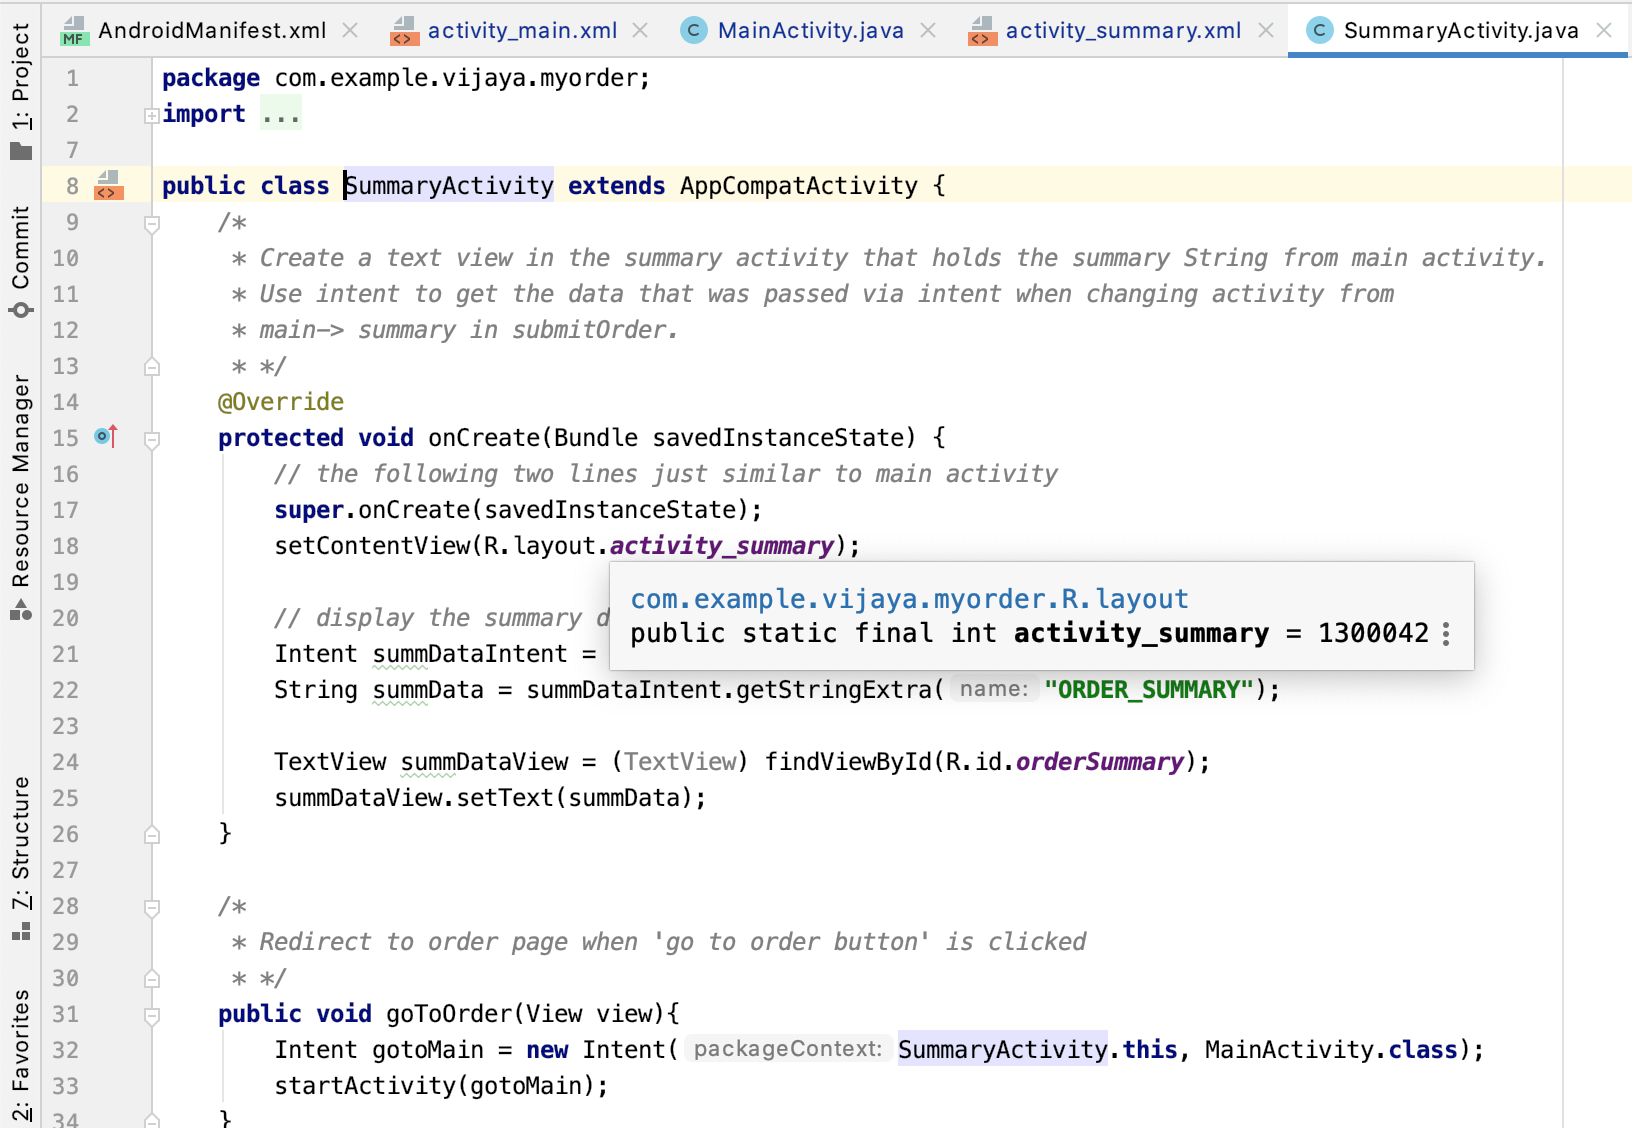 AndroidManifest.xml activity_main.xml MainActivity.java activity_summary.xml SummaryActivity.java
1: Project
Commit
Resource Manager
7: Structure
2: Favorites
1 package com.example.vijaya.myorder;
2 import ...
7
8 public class SummaryActivity extends AppCompatActivity {
9 /*
10 * Create a text view in the summary activity that holds the summary String from main activity.
11 * Use intent to get the data that was passed via intent when changing activity from
12 * main-> summary in submitOrder.
13 * */
14 @Override
15 protected void onCreate(Bundle savedInstanceState) {
16 // the following two lines just similar to main activity
17 super.onCreate(savedInstanceState);
18 setContentView(R.layout.activity_summary);
19
com.example.vijaya.myorder.R.layout
public static final int activity_summary = 1300042
20 // display the summary d
21 Intent summDataIntent =
22 String summData = summDataIntent.getStringExtra( name: "ORDER_SUMMARY");
23
24 TextView summDataView = (TextView) findViewById(R.id.orderSummary);
25 summDataView.setText(summData);
26 }
27
28 /*
29 * Redirect to order page when 'go to order button' is clicked
30 * */
31 public void goToOrder(View view){
32 Intent gotoMain = new Intent( packageContext: SummaryActivity.this, MainActivity.class);
33 startActivity(gotoMain);
34 }